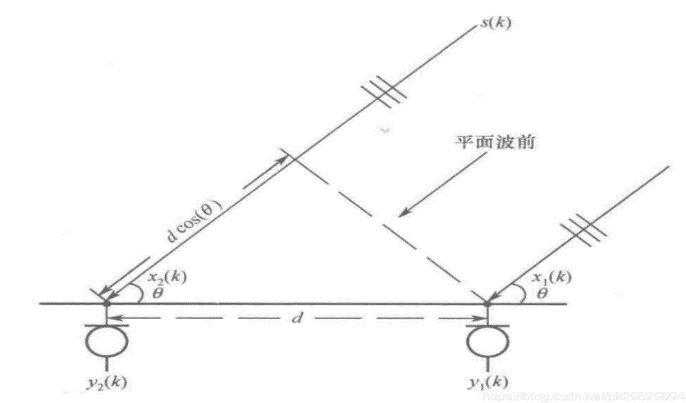 s(k)
平面波前
d cos(θ)
x₂(k)
θ
x₁(k)
θ
d
y₂(k)
y₁(k)
https://blog.csdn.net/pk29625694